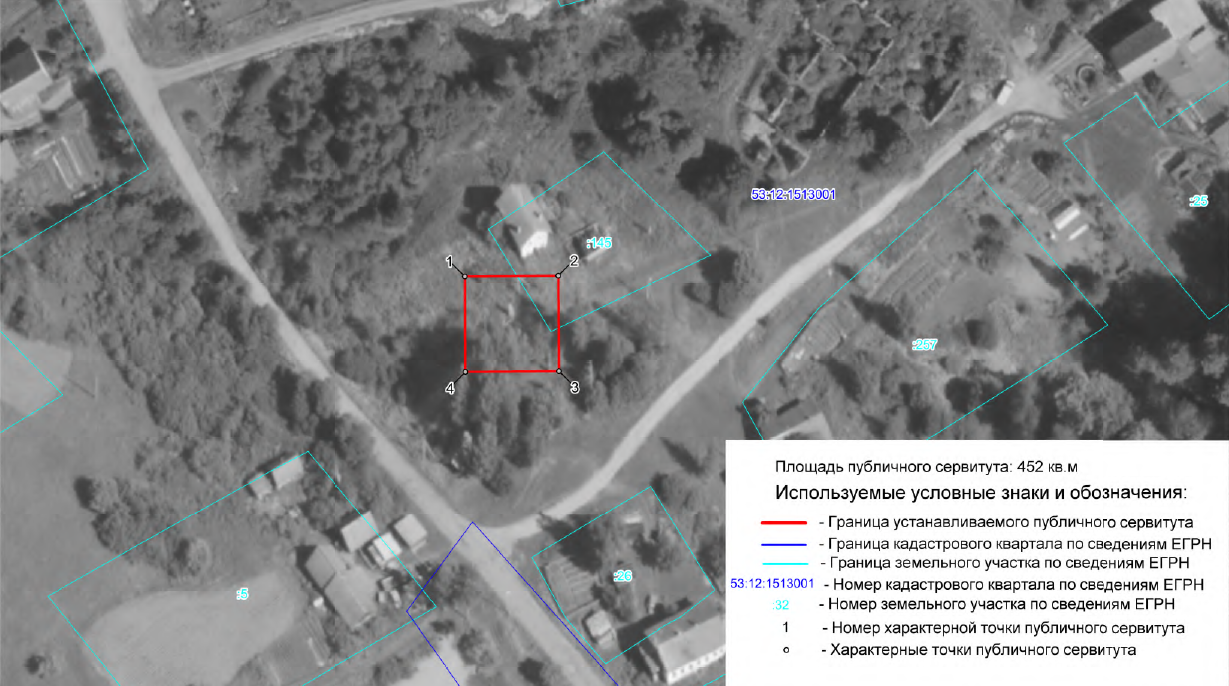 53:12:1513001
:25
:145
1
2
:257
4
3
:5
:26
Площадь публичного сервитута: 452 кв.м
Используемые условные знаки и обозначения:
- Граница устанавливаемого публичного сервитута
- Граница кадастрового квартала по сведениям ЕГРН
- Граница земельного участка по сведениям ЕГРН
53:12:1513001 - Номер кадастрового квартала по сведениям ЕГРН
:32 - Номер земельного участка по сведениям ЕГРН
1 - Номер характерной точки публичного сервитута
- Характерные точки публичного сервитута